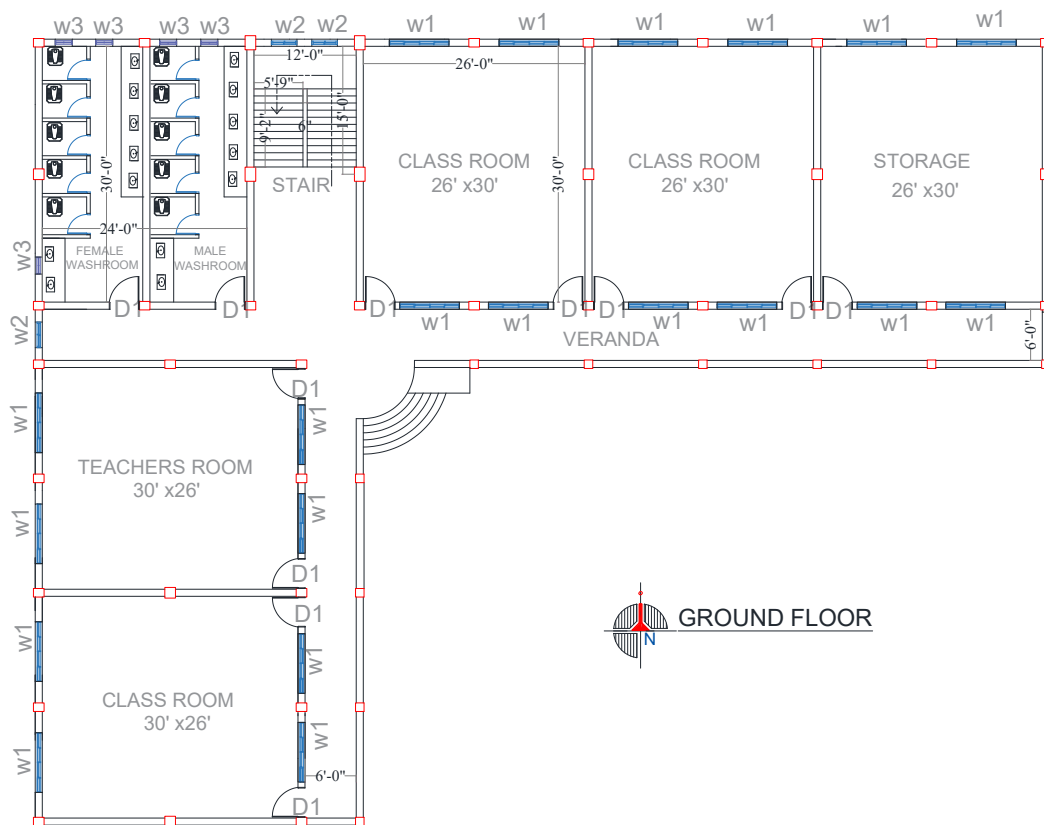 w3 w3 w3 w3 w2 w2 w1 w1 w1 w1 w1 w1
12'-0"
26'-0"
5'-9"
15'-0"
9'-2"
6"
30'-0"
CLASS ROOM
26' x30'
30'-0"
CLASS ROOM
26' x30'
STORAGE
26' x30'
STAIR
24'-0"
FEMALE
WASHROOM
MALE
WASHROOM
w3
D1 D1 D1 D1 D1 D1 D1
w1 w1 w1 w1 w1 w1
w2
VERANDA
6'-0"
D1
w1 w1
TEACHERS ROOM
30' x26'
w1 w1
D1
D1
GROUND FLOOR
N
w1 w1
CLASS ROOM
30' x26'
w1 w1
6'-0"
D1